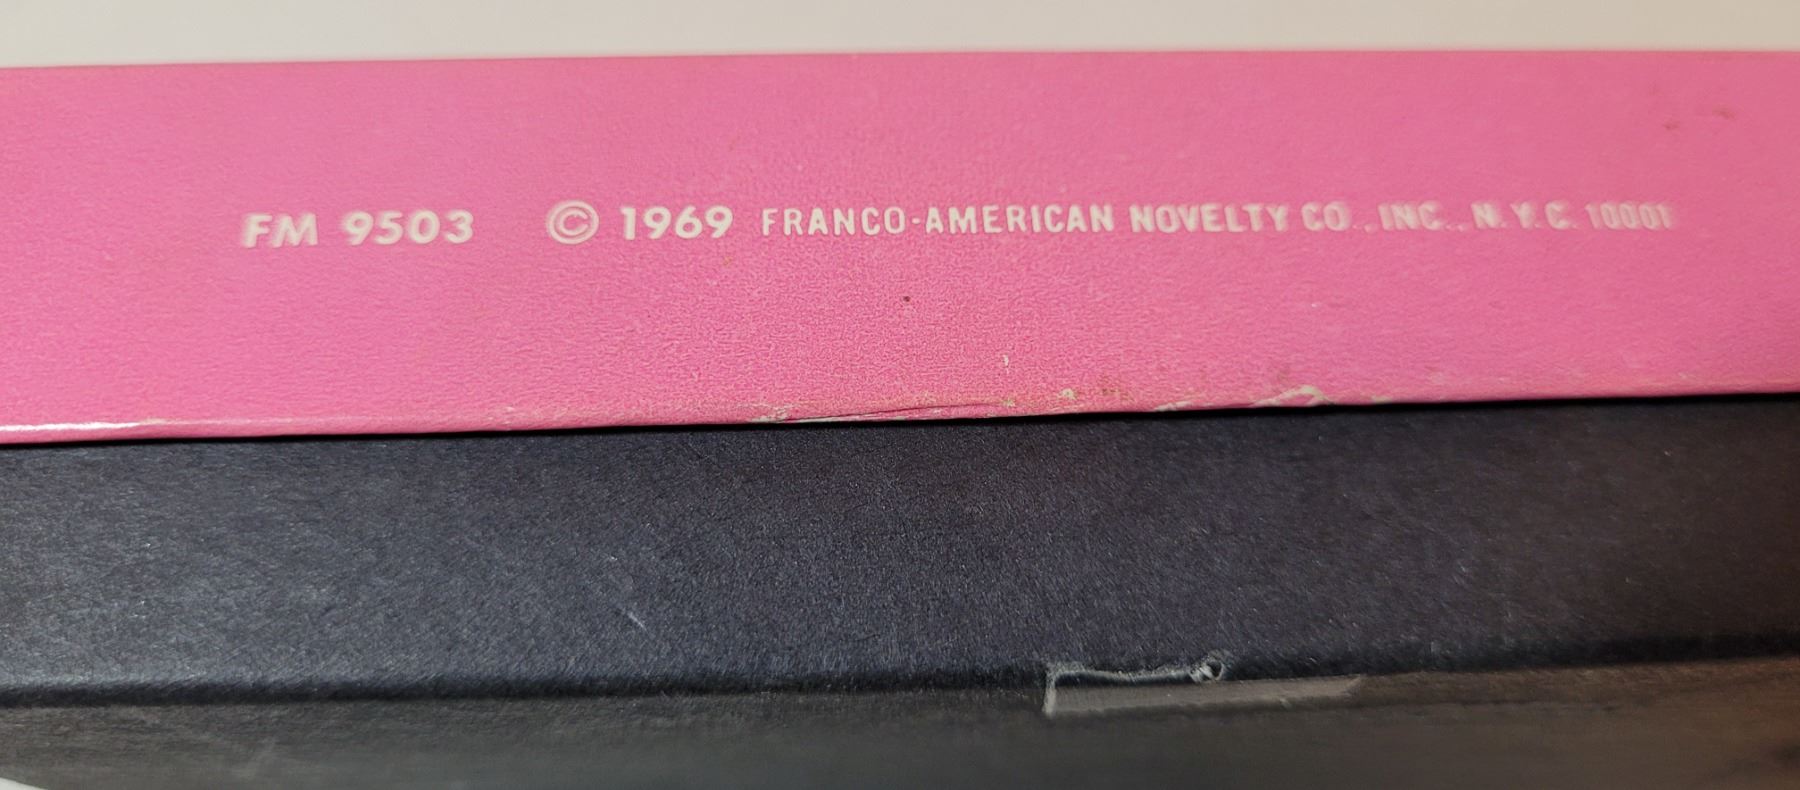 FM 9503 © 1969 FRANCO-AMERICAN NOVELTY CO., INC., N.Y.C. 10001